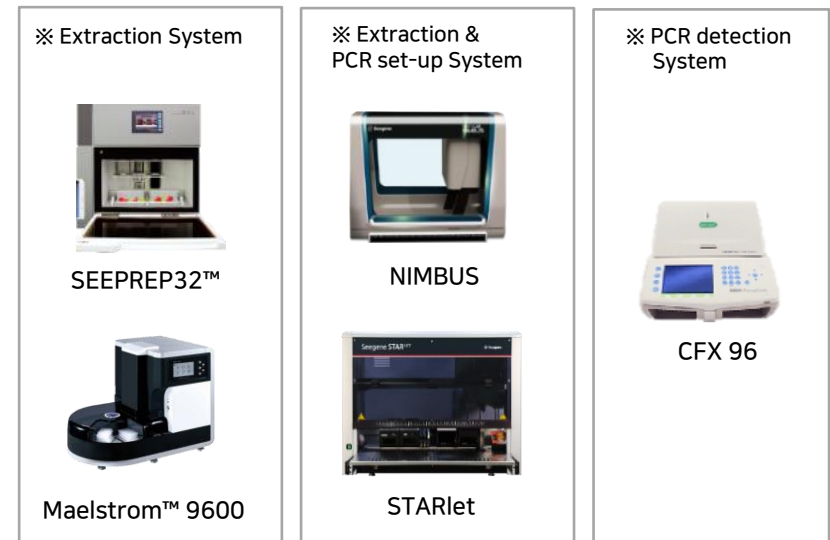 ※ Extraction System
SEEPREP32™
Maelstrom™ 9600
※ Extraction &
PCR set-up System
Seegene
NIMBUS
Seegene STARlet
Seegene
STARlet
※ PCR detection
System
CFX 96